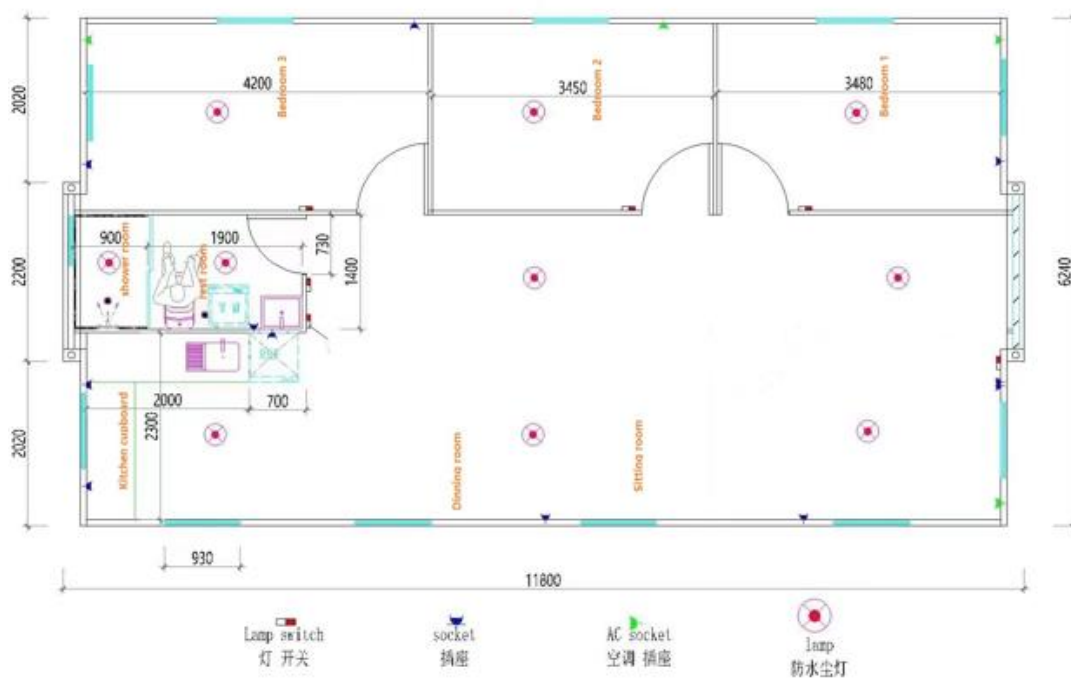 Bedroom 3
Bedroom 2
Bedroom 1
4200
3450
3480
2020
2200
2020
6240
900
1900
730
1400
shower room
rest room
2000
700
2300
Kitchen cupboard
Dinning room
Sitting room
930
11800
Lamp switch
灯 开关
socket
插座
AC socket
空调 插座
lamp
防水尘灯